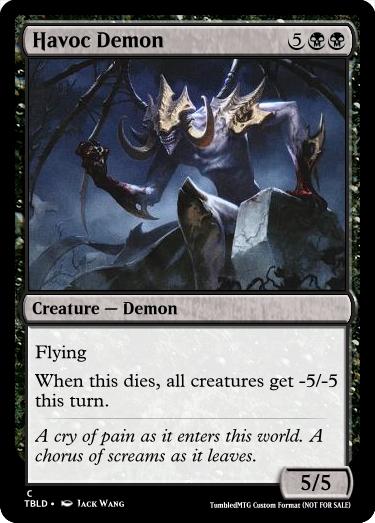 Havoc Demon 5
Creature — Demon
Flying
When this dies, all creatures get -5/-5
this turn.
A cry of pain as it enters this world. A
chorus of screams as it leaves.
5/5
C
TBLD • Jack Wang
TumbledMTG Custom Format (NOT FOR SALE)